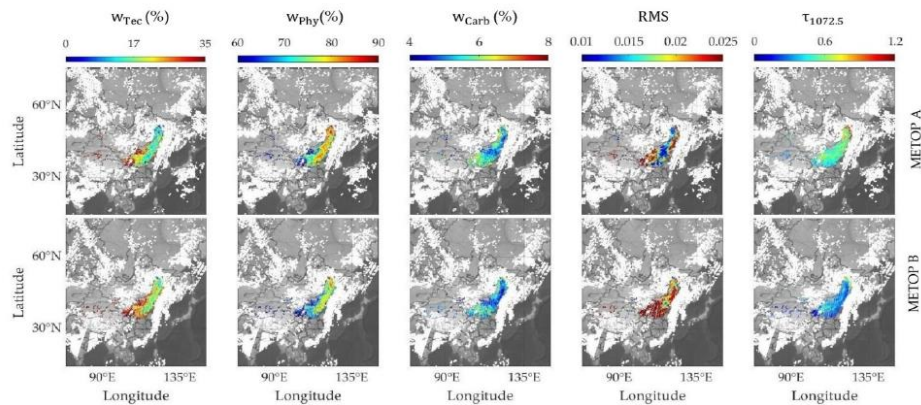 w_Tec (%) w_Phy(%) w_Carb (%) RMS τ_1072.5
0 17 35 60 70 80 90 4 6 8 0.01 0.015 0.02 0.025 0 0.6 1.2
60°N
Latitude
30°N
METOP A
60°N
Latitude
30°N
METOP B
90°E 135°E 90°E 135°E 90°E 135°E 90°E 135°E 90°E 135°E
Longitude Longitude Longitude Longitude Longitude